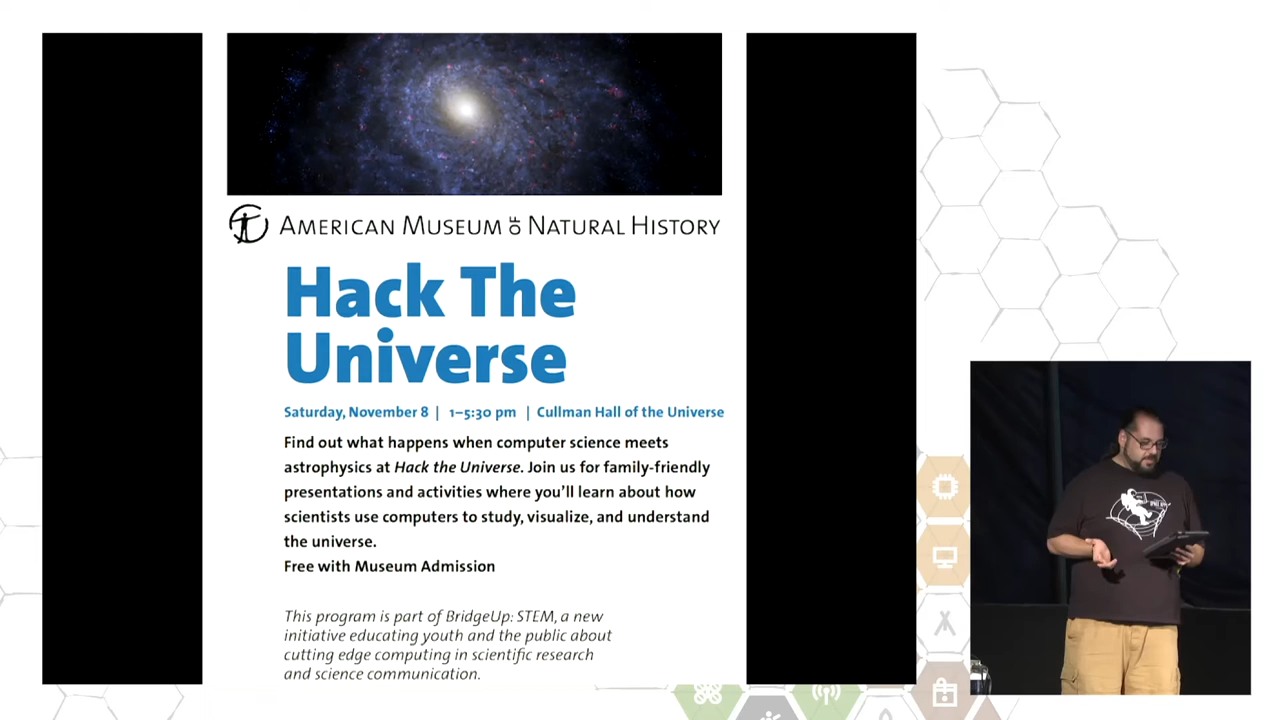 AMERICAN MUSEUM OF NATURAL HISTORY
Hack The
Universe
Saturday, November 8 | 1–5:30 pm | Cullman Hall of the Universe
Find out what happens when computer science meets
astrophysics at Hack the Universe. Join us for family-friendly
presentations and activities where you’ll learn about how
scientists use computers to study, visualize, and understand
the universe.
Free with Museum Admission
This program is part of BridgeUp: STEM, a new
initiative educating youth and the public about
cutting edge computing in scientific research
and science communication.